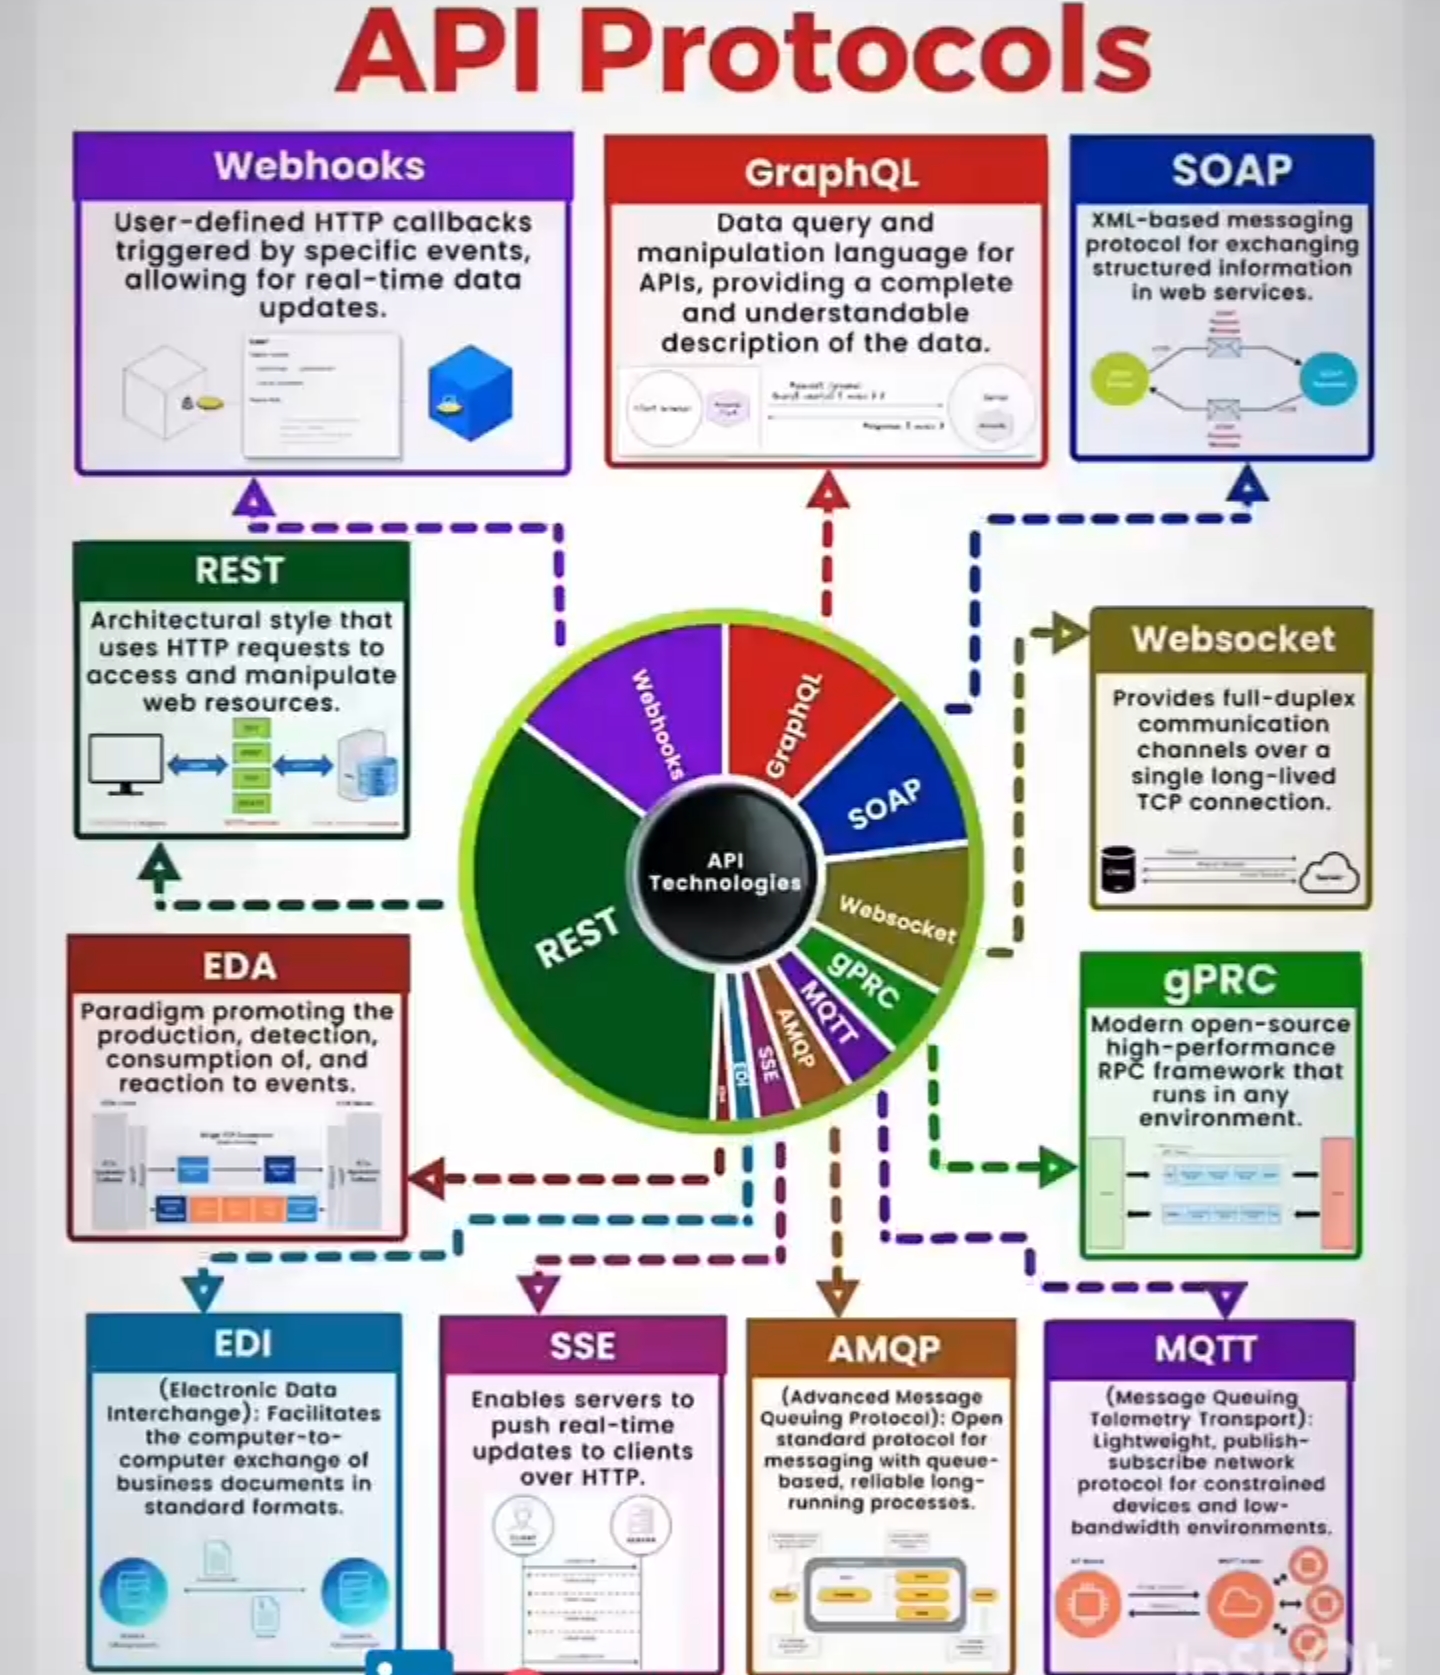 API Protocols
Webhooks
User-defined HTTP callbacks
triggered by specific events,
allowing for real-time data
updates.
GraphQL
Data query and
manipulation language for
APIs, providing a complete
and understandable
description of the data.
SOAP
XML-based messaging
protocol for exchanging
structured information
in web services.
REST
Architectural style that
uses HTTP requests to
access and manipulate
web resources.
Websocket
Provides full-duplex
communication
channels over a
single long-lived
TCP connection.
Webhooks
GraphQL
SOAP
Websocket
gPRC
MQTT
AMQP
SSE
EDI
REST
API
Technologies
EDA
Paradigm promoting the
production, detection,
consumption of, and
reaction to events.
gPRC
Modern open-source
high-performance
RPC framework that
runs in any
environment.
EDI
(Electronic Data
Interchange): Facilitates
the computer-to-
computer exchange of
business documents in
standard formats.
SSE
Enables servers to
push real-time
updates to clients
over HTTP.
AMQP
(Advanced Message
Queuing Protocol): Open
standard protocol for
messaging with queue-
based, reliable long-
running processes.
MQTT
(Message Queuing
Telemetry Transport):
Lightweight, publish-
subscribe network
protocol for constrained
devices and low-
bandwidth environments.